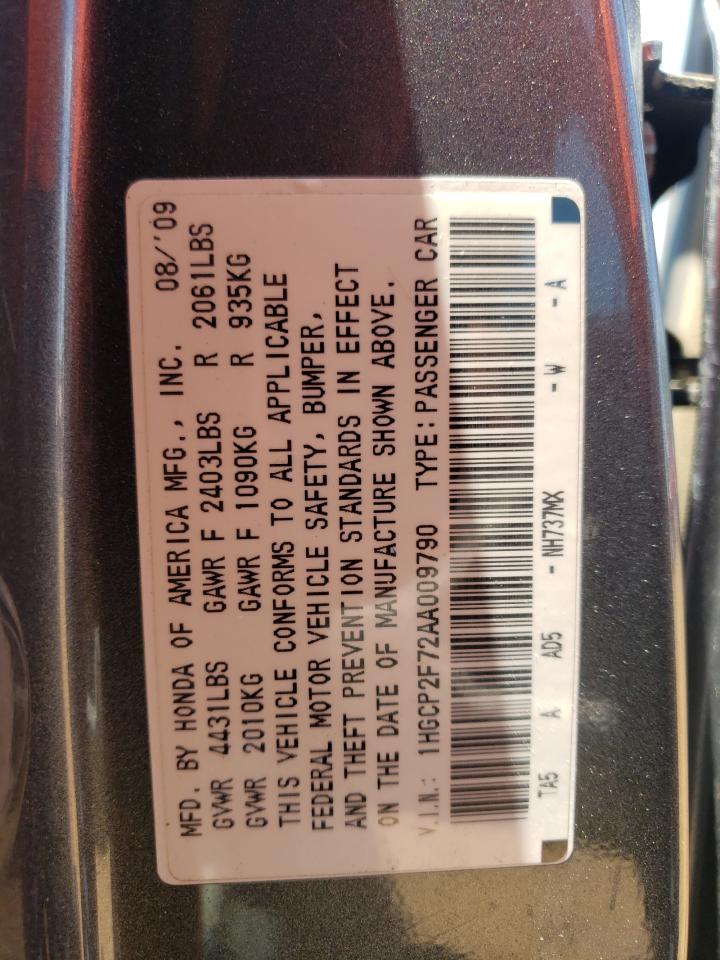 MFD. BY HONDA OF AMERICA MFG., INC. 08/'09
GVWR 4431LBS GAWR F 2403LBS R 2061LBS
GVWR 2010KG GAWR F 1090KG R 935KG
THIS VEHICLE CONFORMS TO ALL APPLICABLE
FEDERAL MOTOR VEHICLE SAFETY, BUMPER,
AND THEFT PREVENTION STANDARDS IN EFFECT
ON THE DATE OF MANUFACTURE SHOWN ABOVE.
V.I.N.: 1HGCP2F72AA009790 TYPE:PASSENGER CAR
TA5 A AD5 - NH737MX - W - A